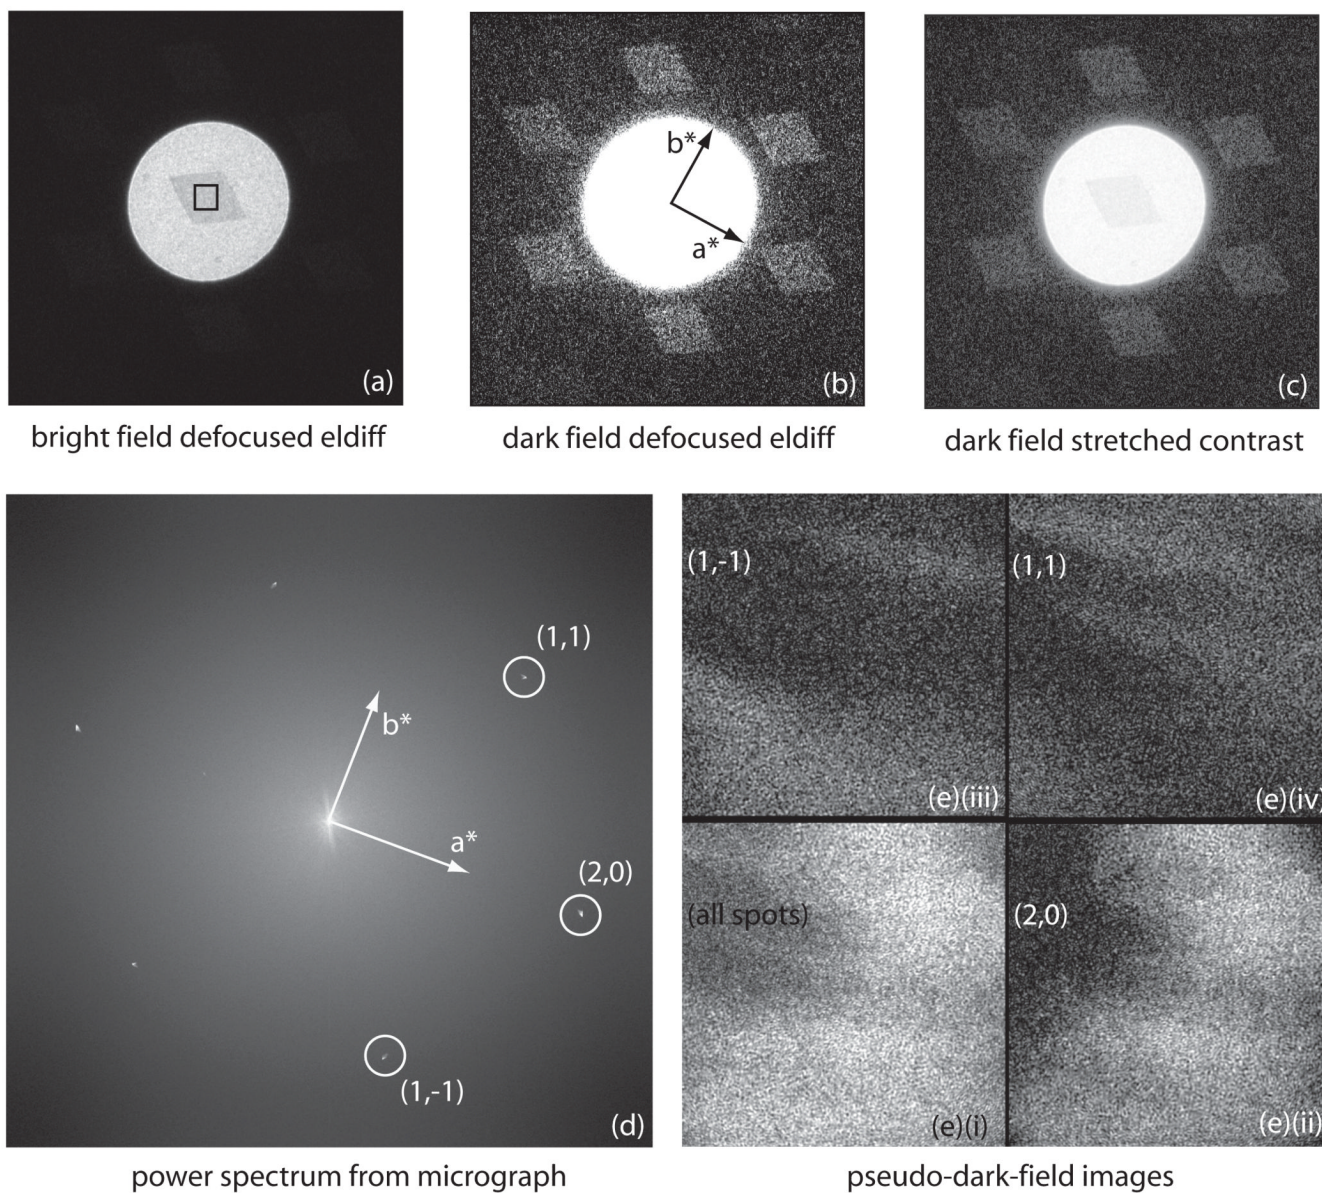 (a)
b*
a*
(b)
(c)
bright field defocused eldiff
dark field defocused eldiff
dark field stretched contrast
(1,1)
b*
a*
(2,0)
(1,-1)
(d)
(1,-1)
(e)(iii)
(1,1)
(e)(iv)
(all spots)
(e)(i)
(2,0)
(e)(ii)
power spectrum from micrograph
pseudo-dark-field images